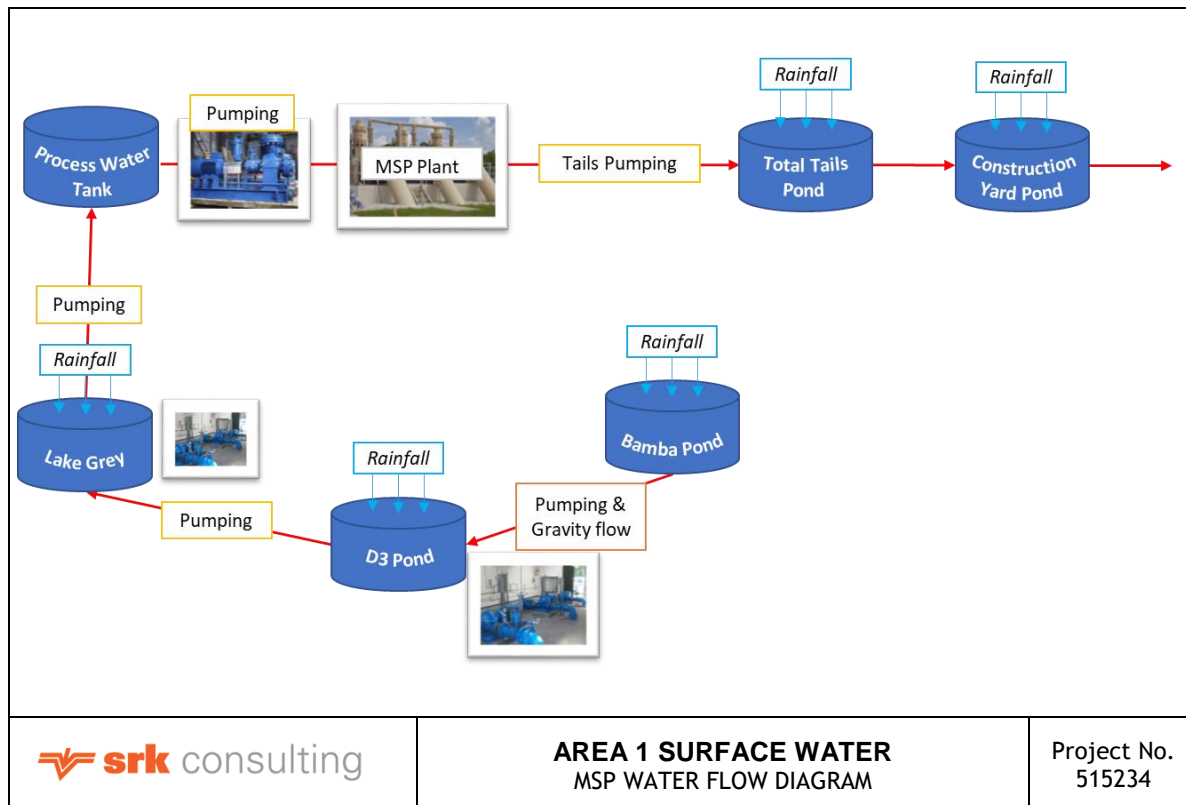 Rainfall
Rainfall
Pumping
Process Water
Tank
MSP Plant
Tails Pumping
Total Tails
Pond
Construction
Yard Pond
Pumping
Rainfall
Rainfall
Lake Grey
Bamba Pond
Rainfall
Pumping &
Gravity flow
Pumping
D3 Pond
srk consulting
AREA 1 SURFACE WATER
MSP WATER FLOW DIAGRAM
Project No.
515234